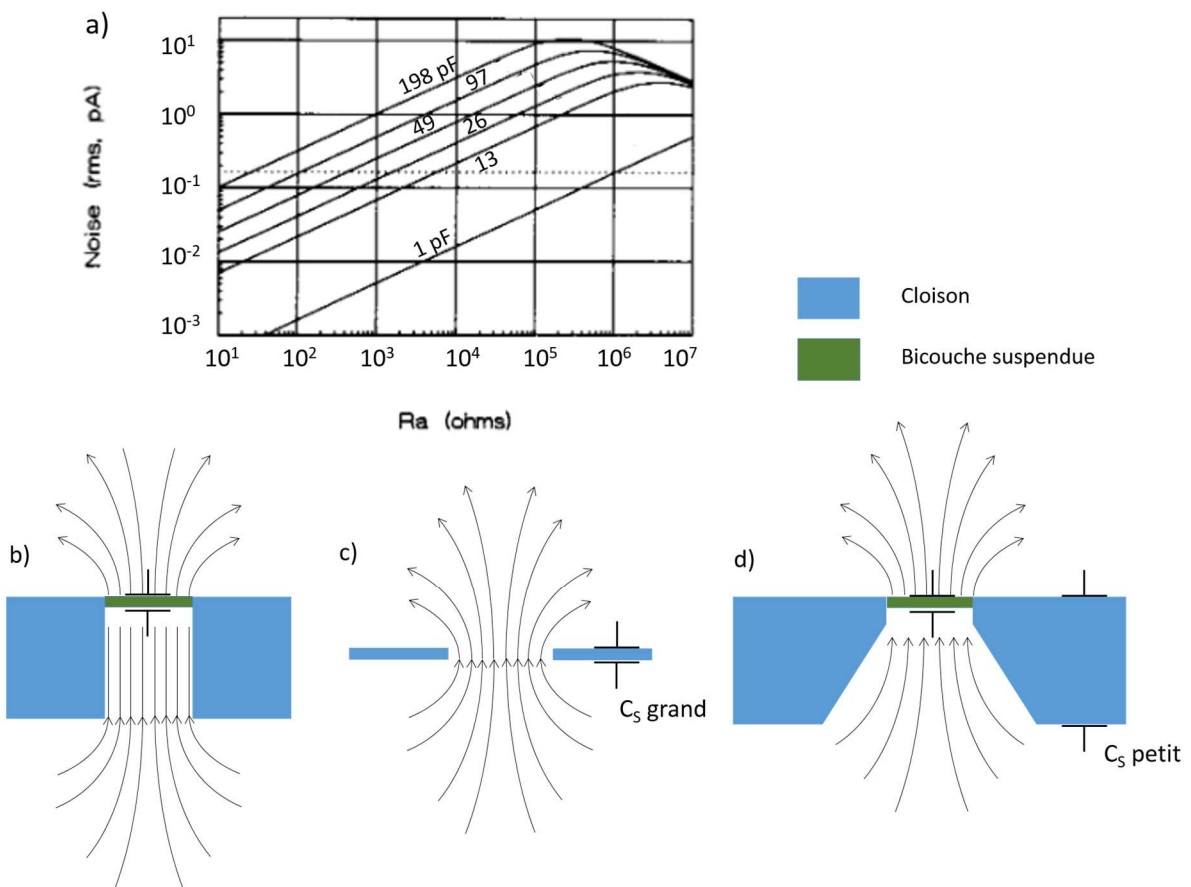 a)
Noise (rms, pA)
10¹
10⁰
10⁻¹
10⁻²
10⁻³
198 pF
97
49
26
13
1 pF
10¹ 10² 10³ 10⁴ 10⁵ 10⁶ 10⁷
Ra (ohms)
Cloison
Bicouche suspendue
b)
c)
C_S grand
d)
C_S petit